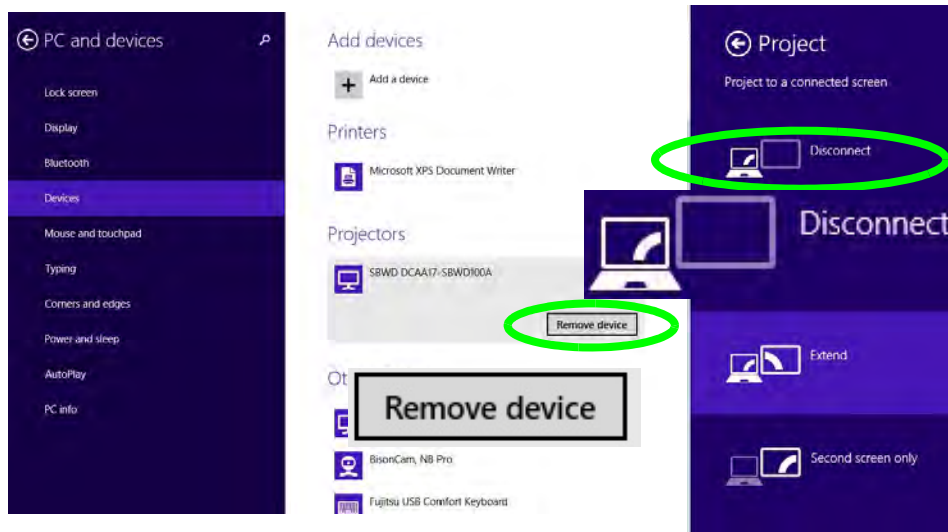 PC and devices
Lock screen
Display
Bluetooth
Devices
Mouse and touchpad
Typing
Corners and edges
Power and sleep
AutoPlay
PC info
Add devices
Add a device
Printers
Microsoft XPS Document Writer
Projectors
SBWD DCAA17-SBWD100A
Remove device
Ot
Remove device
BisonCam, NB Pro
Fujitsu USB Comfort Keyboard
Project
Project to a connected screen
Disconnect
Disconnect
Extend
Second screen only